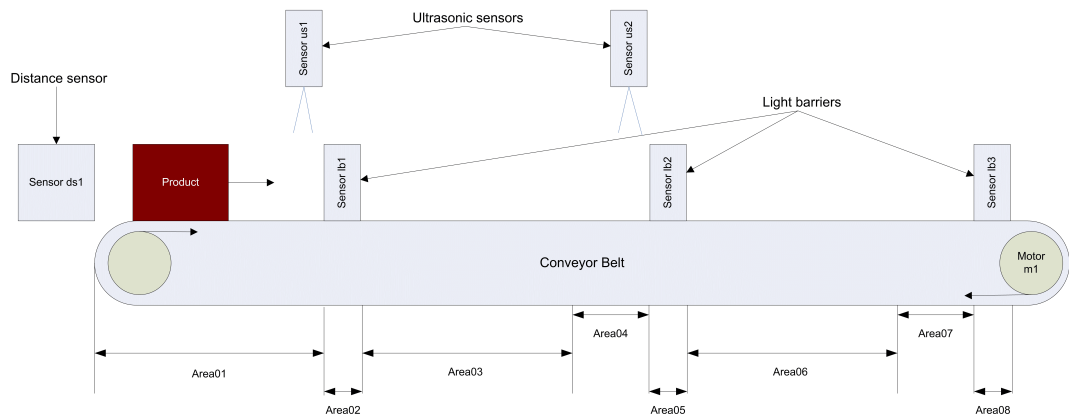 Ultrasonic sensors
Sensor us1
Sensor us2
Distance sensor
Light barriers
Sensor ds1
Product
Sensor lb1
Sensor lb2
Sensor lb3
Conveyor Belt
Motor
m1
Area04
Area07
Area01
Area03
Area06
Area02
Area05
Area08